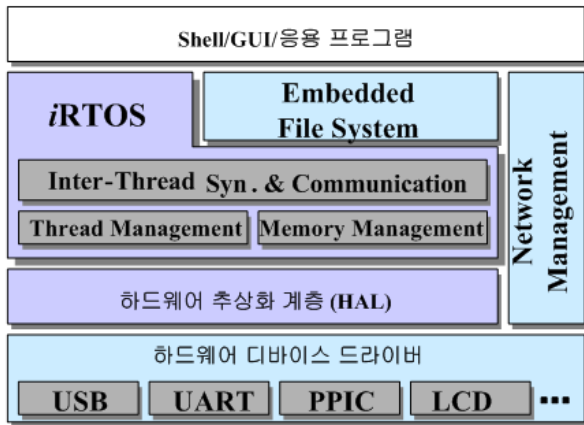 Shell/GUI/응용 프로그램
iRTOS
Embedded
File System
Inter-Thread Syn. & Communication
Thread Management
Memory Management
Network
Management
하드웨어 추상화 계층 (HAL)
하드웨어 디바이스 드라이버
USB
UART
PPIC
LCD
...